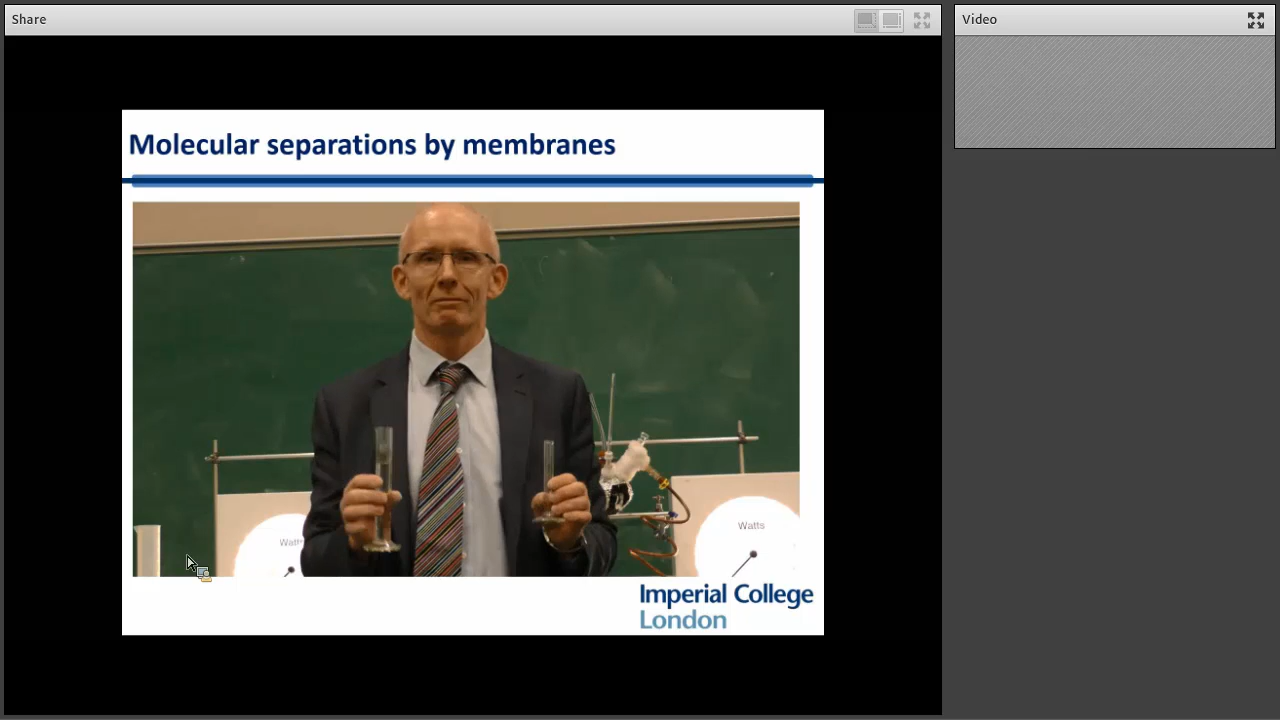 Share
Video
Molecular separations by membranes
Watts
Watts
Imperial College
London